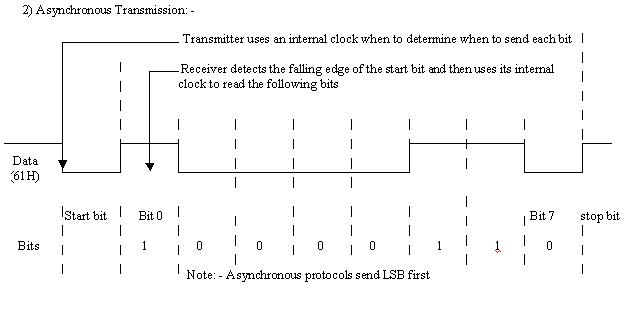 2) Asynchronous Transmission: -
Transmitter uses an internal clock when to determine when to send each bit
Receiver detects the falling edge of the start bit and then uses its internal
clock to read the following bits
Data
(61H)
Start bit Bit 0 Bit 7 stop bit
Bits 1 0 0 0 0 1 1 0
Note: - Asynchronous protocols send LSB first